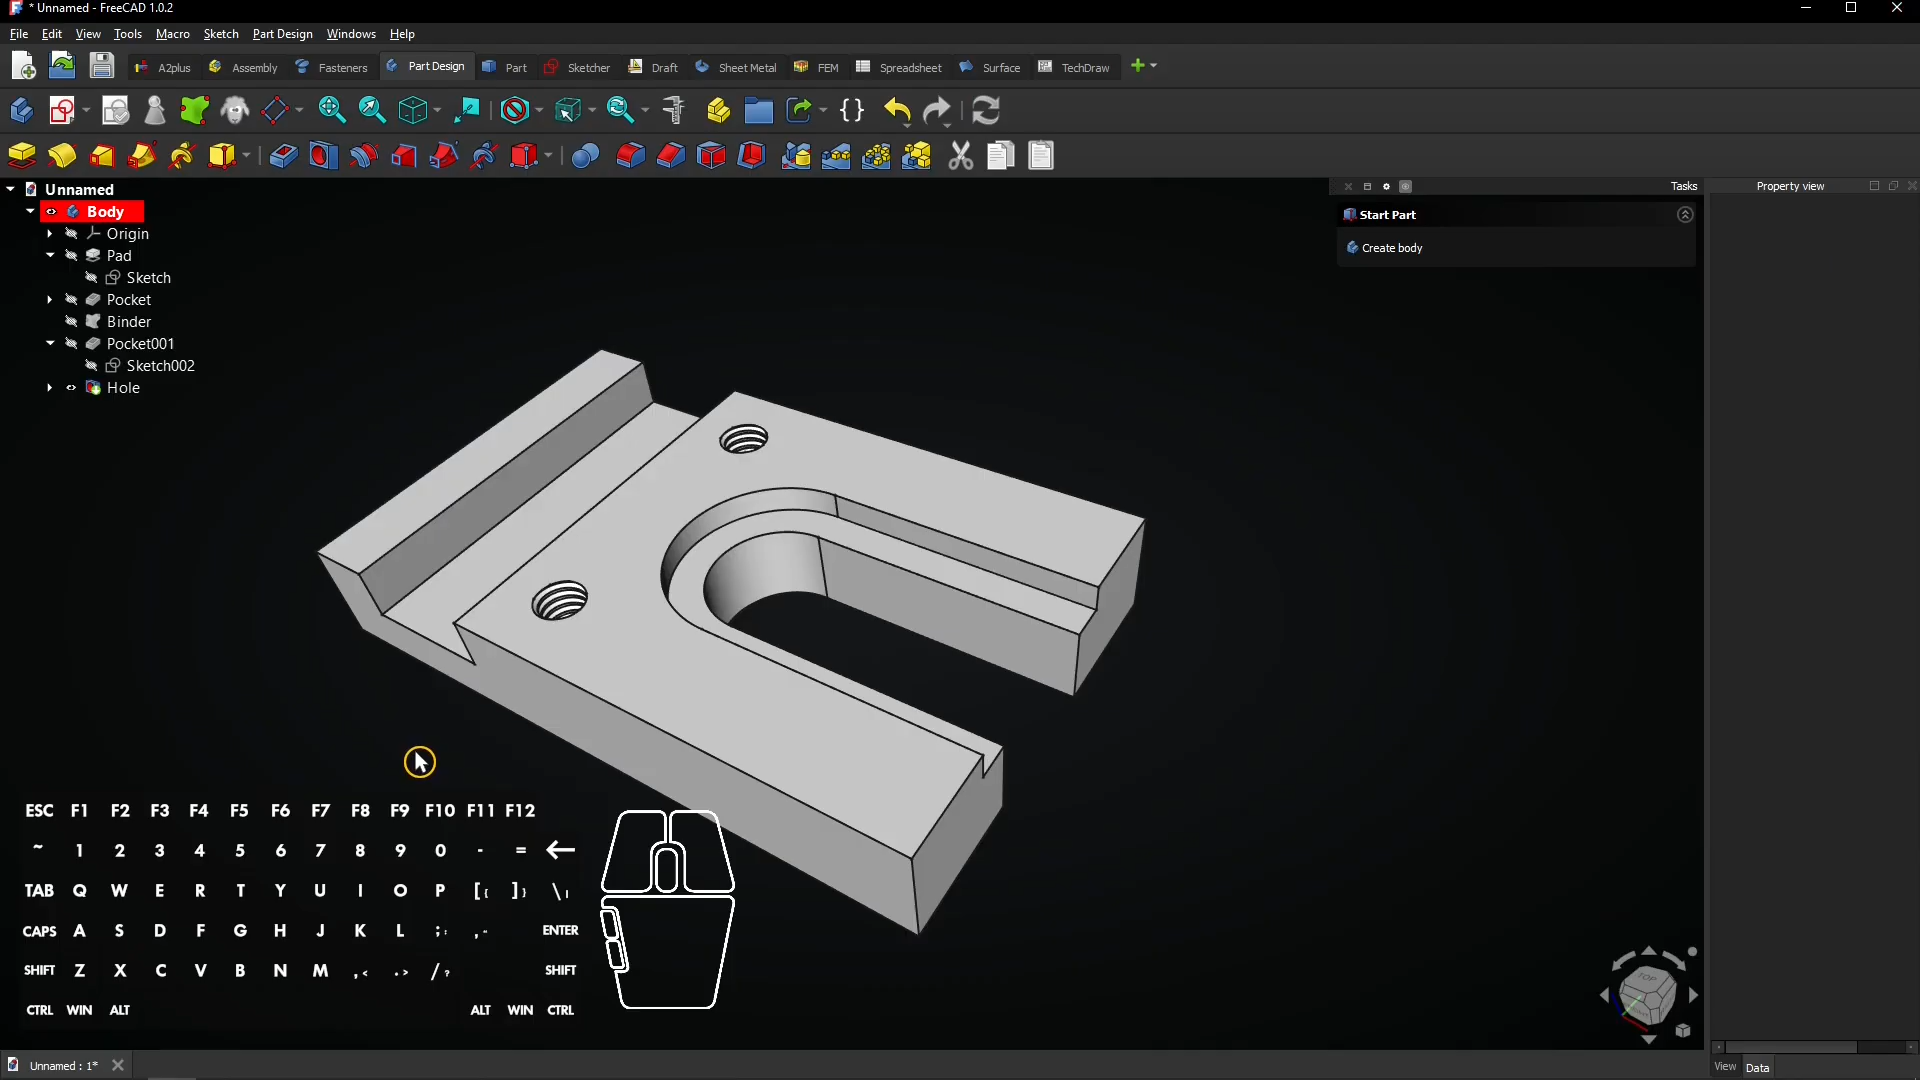 * Unnamed - FreeCAD 1.0.2
File Edit View Tools Macro Sketch Part Design Windows Help
A2plus Assembly Fasteners Part Design Part Sketcher Draft Sheet Metal FEM Spreadsheet Surface TechDraw
Unnamed
Body
Origin
Pad
Sketch
Pocket
Binder
Pocket001
Sketch002
Hole
Tasks
Start Part
Create body
Property view
ESC F1 F2 F3 F4 F5 F6 F7 F8 F9 F10 F11 F12
~ 1 2 3 4 5 6 7 8 9 0 - = ←
TAB Q W E R T Y U I O P [{ ]} \|
CAPS A S D F G H J K L ;: ," ENTER
SHIFT Z X C V B N M ,< .> /? SHIFT
CTRL WIN ALT ALT WIN CTRL
TOP
Unnamed : 1*
View Data